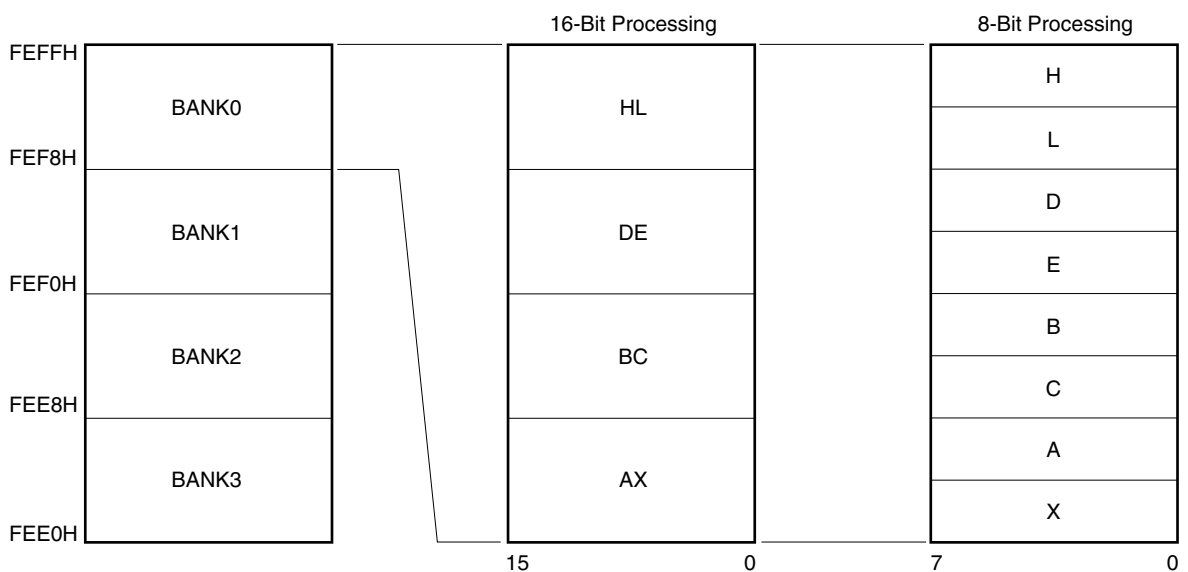 16-Bit Processing
8-Bit Processing
FEFFH
BANK0
FEF8H
BANK1
FEF0H
BANK2
FEE8H
BANK3
FEE0H
HL
DE
BC
AX
15
0
H
L
D
E
B
C
A
X
7
0